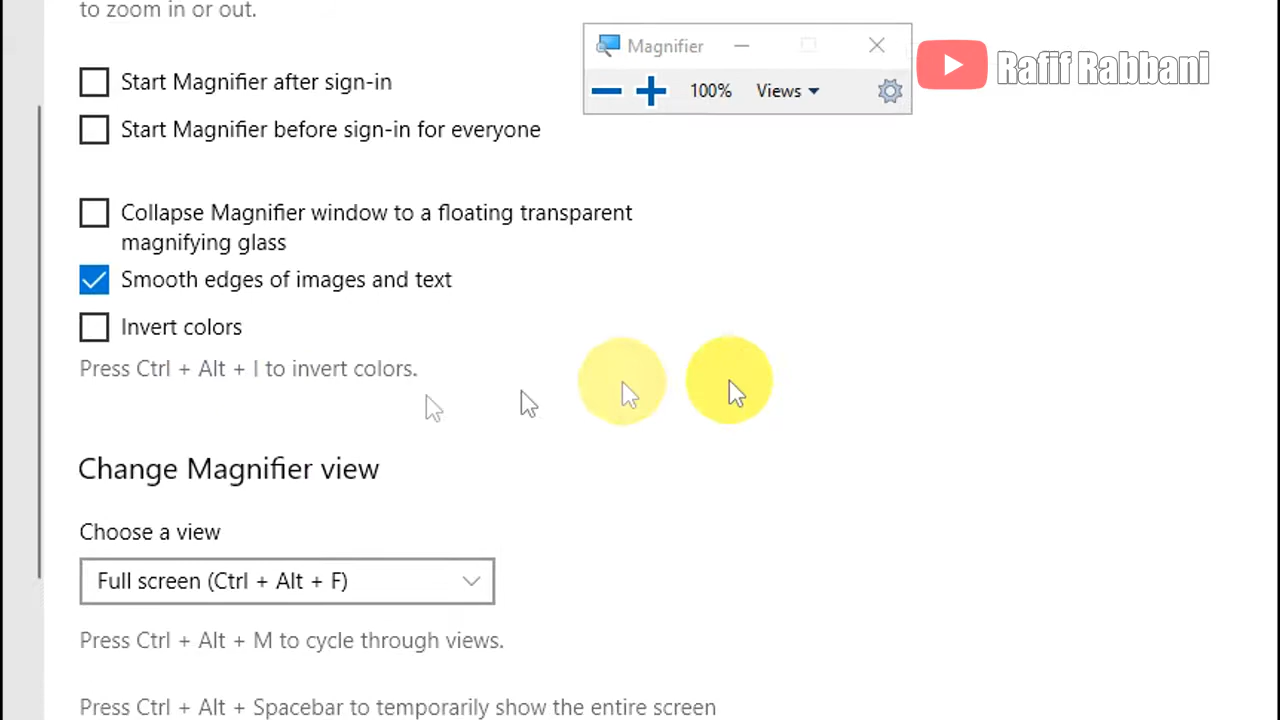 to zoom in or out.
Magnifier
Rafif Rabbani
Start Magnifier after sign-in
100% Views
Start Magnifier before sign-in for everyone
Collapse Magnifier window to a floating transparent
magnifying glass
Smooth edges of images and text
Invert colors
Press Ctrl + Alt + I to invert colors.
Change Magnifier view
Choose a view
Full screen (Ctrl + Alt + F)
Press Ctrl + Alt + M to cycle through views.
Press Ctrl + Alt + Spacebar to temporarily show the entire screen